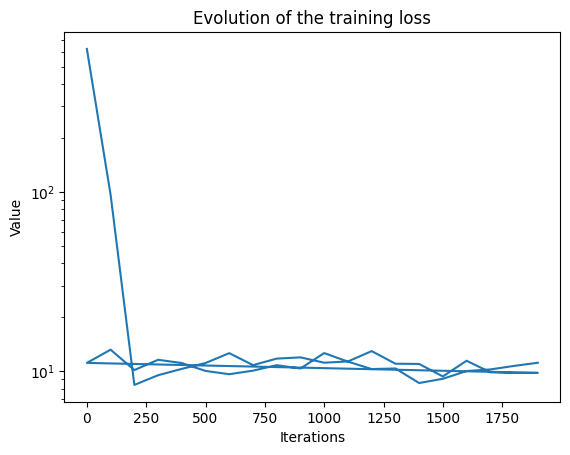 Evolution of the training loss
10²
10¹
Value
0 250 500 750 1000 1250 1500 1750
Iterations